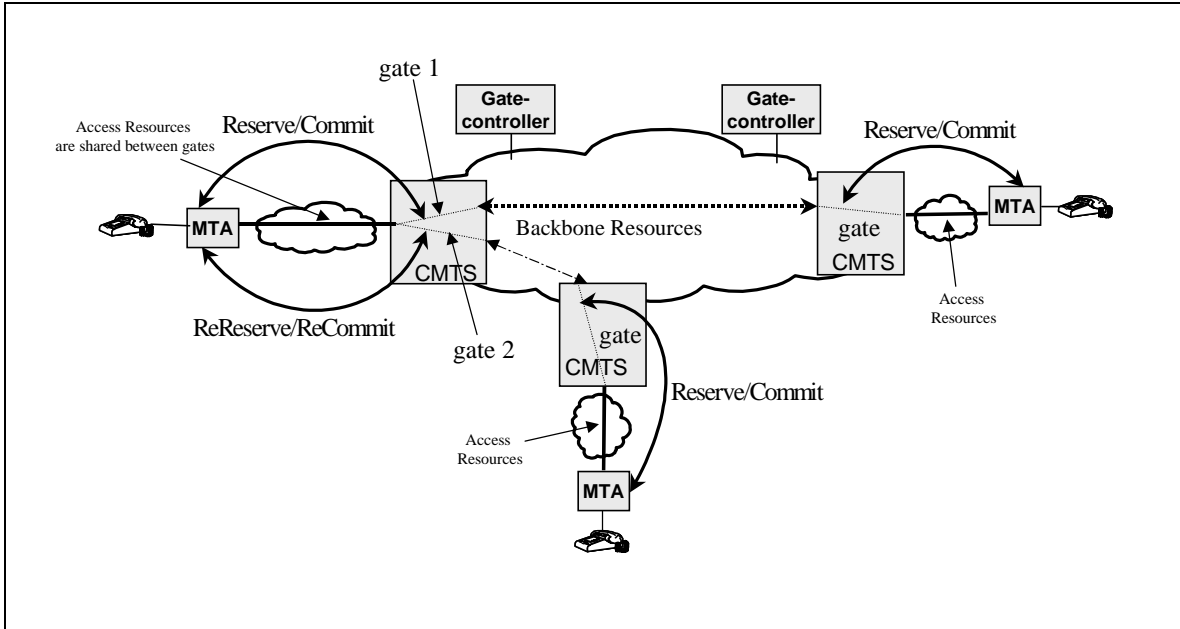 gate 1
Gate-
controller
Gate-
controller
Access Resources
are shared between gates
Reserve/Commit
Reserve/Commit
MTA
MTA
Backbone Resources
gate
CMTS
CMTS
Access
Resources
ReReserve/ReCommit
gate 2
gate
CMTS
Reserve/Commit
Access
Resources
MTA